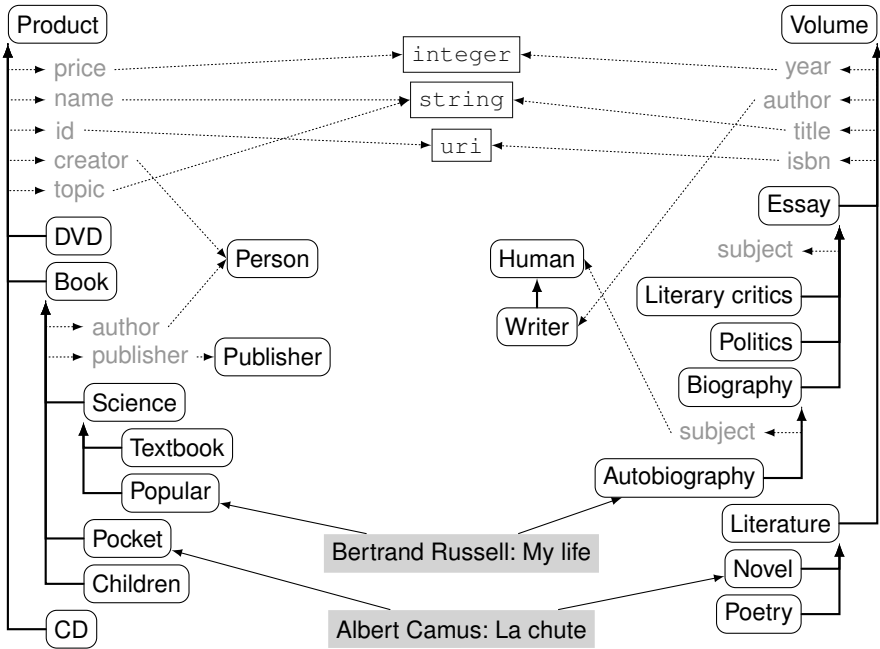 Product
Volume
price
integer
year
name
string
author
id
uri
title
creator
isbn
topic
Essay
DVD
subject
Person
Human
Book
Literary critics
author
Writer
publisher
Publisher
Politics
Biography
Science
subject
Textbook
Autobiography
Popular
Literature
Pocket
Bertrand Russell: My life
Novel
Children
Poetry
CD
Albert Camus: La chute